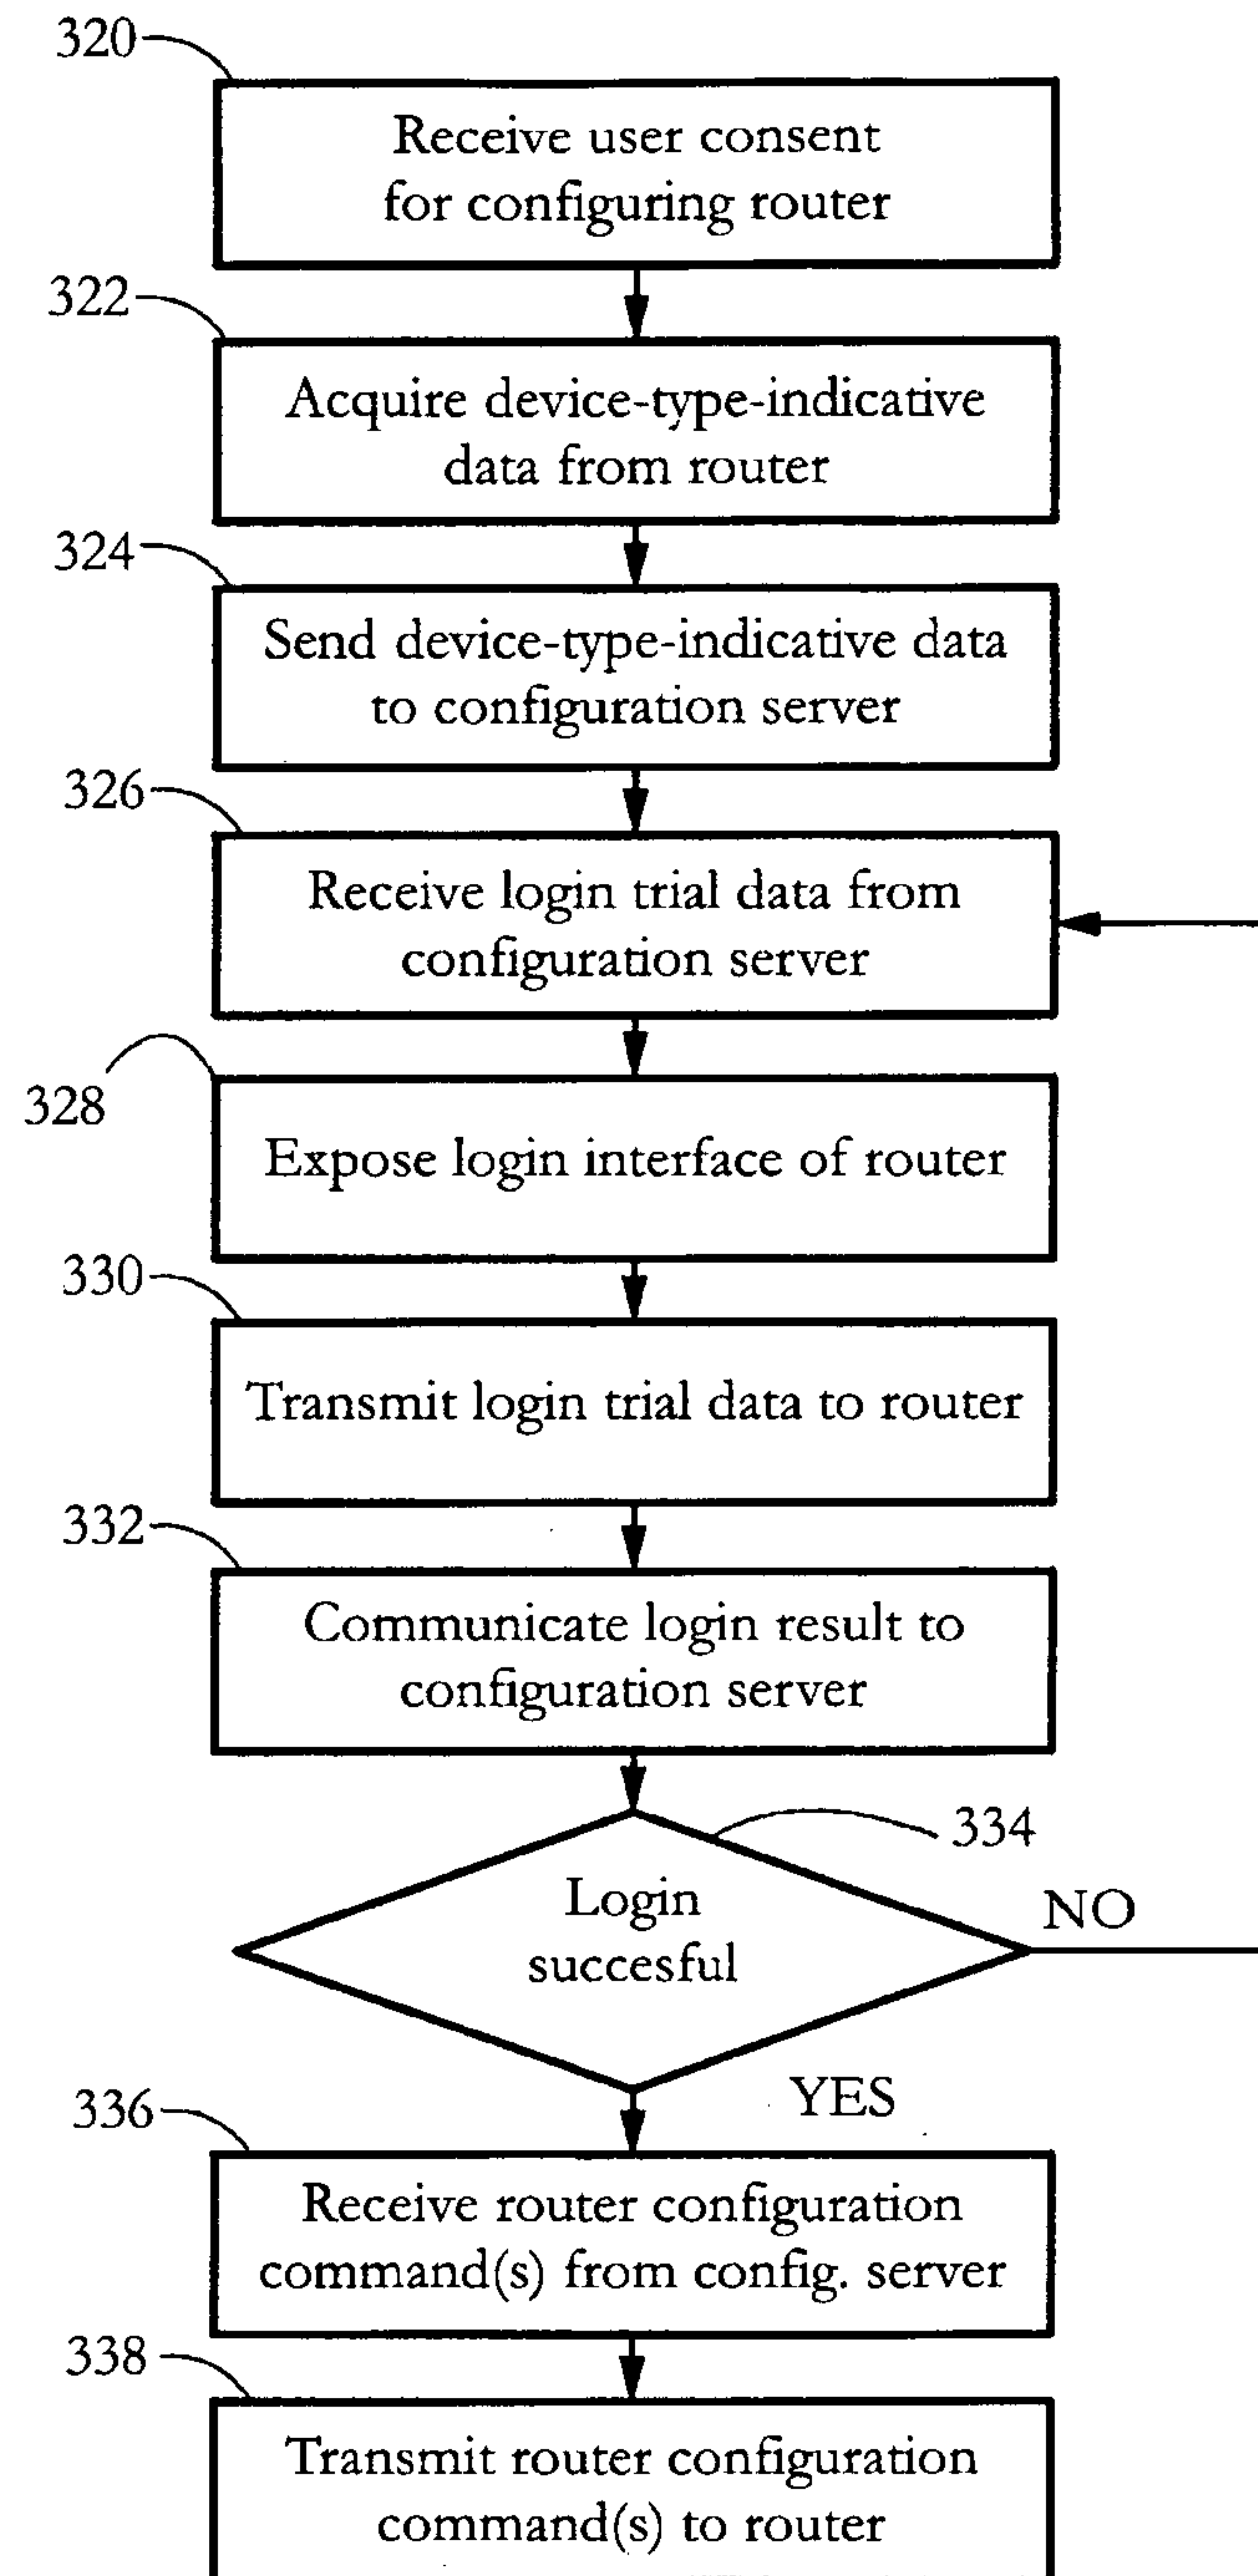 320
Receive user consent
for configuring router
322
Acquire device-type-indicative
data from router
324
Send device-type-indicative data
to configuration server
326
Receive login trial data from
configuration server
328
Expose login interface of router
330
Transmit login trial data to router
332
Communicate login result to
configuration server
334
Login
succesful
NO
YES
336
Receive router configuration
command(s) from config. server
338
Transmit router configuration
command(s) to router